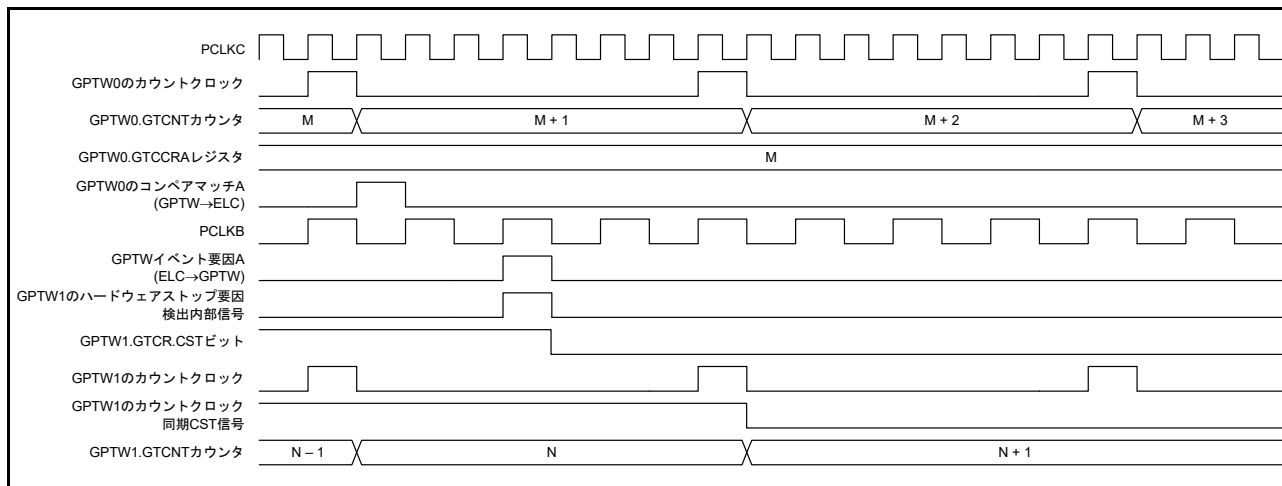 PCLKC
GPTW0のカウントクロック
GPTW0.GTCNTカウンタ
M
M + 1
M + 2
M + 3
GPTW0.GTCCRAレジスタ
M
GPTW0のコンペアマッチA
(GPTW→ELC)
PCLKB
GPTWイベント要因A
(ELC→GPTW)
GPTW1のハードウェアストップ要因
検出内部信号
GPTW1.GTCR.CSTビット
GPTW1のカウントクロック
GPTW1のカウントクロック
同期CST信号
GPTW1.GTCNTカウンタ
N – 1
N
N + 1